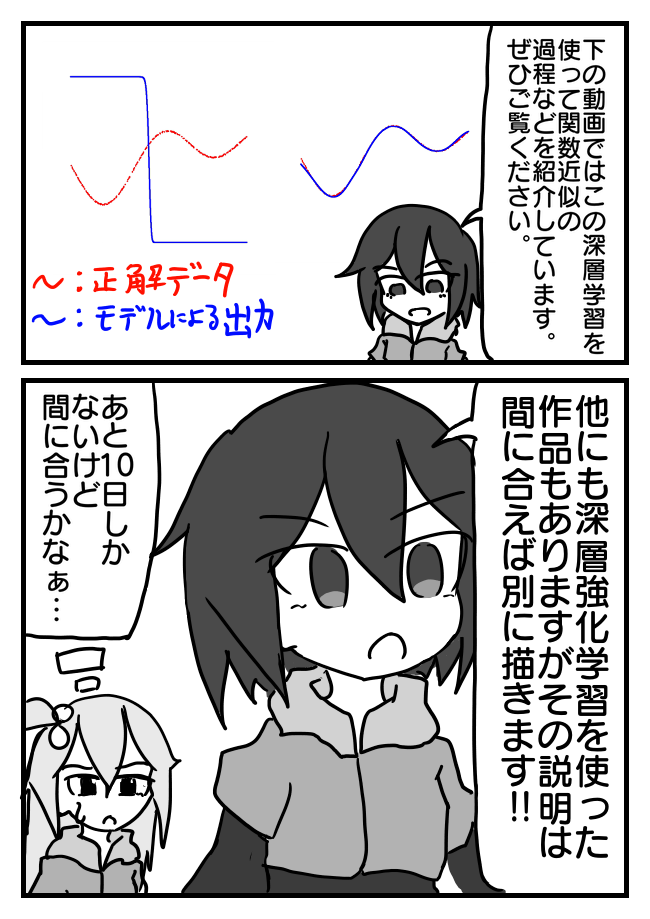 下の動画ではこの深層学習を
使って関数近似の
過程などを紹介しています。
ぜひご覧ください。
～：正解データ
～：モデルによる出力
他にも深層強化学習を使った
作品もありますがその説明は
間に合えば別に描きます!!
あと10日しか
ないけど
間に合うかなぁ…